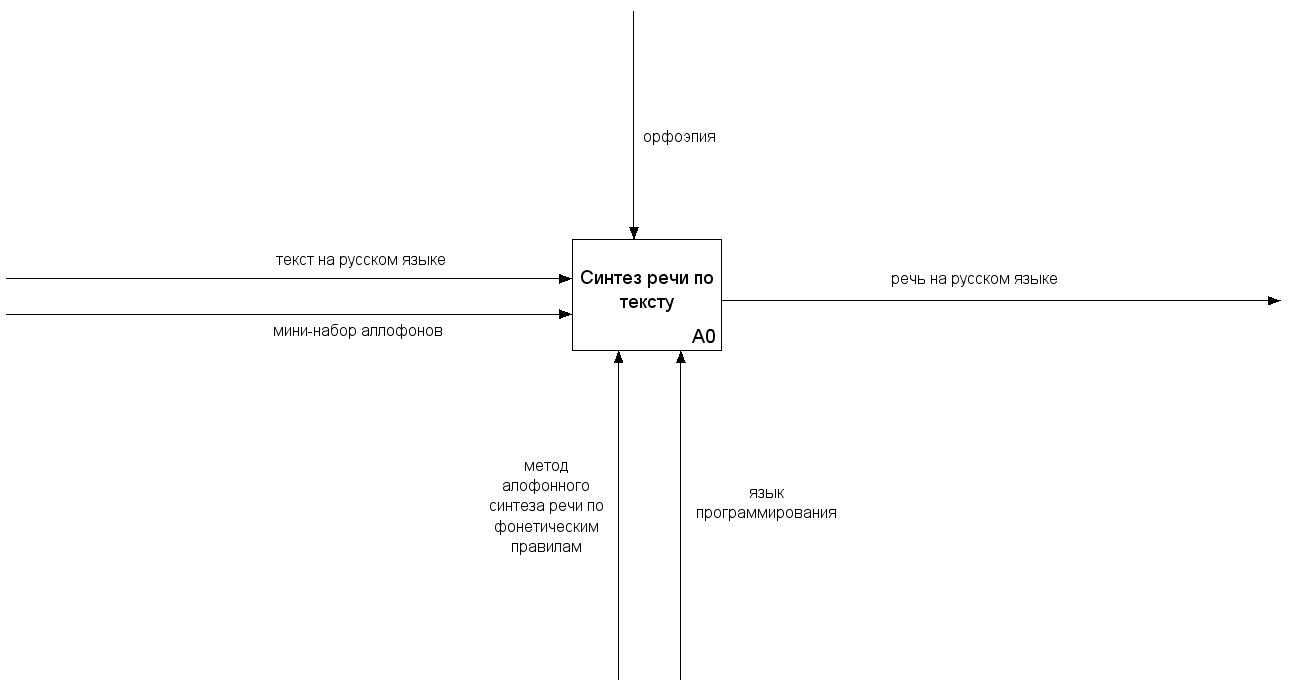 орфоэпия
текст на русском языке
мини-набор аллофонов
Синтез речи по
тексту
A0
речь на русском языке
метод
алофонного
синтеза речи по
фонетическим
правилам
язык
программирования